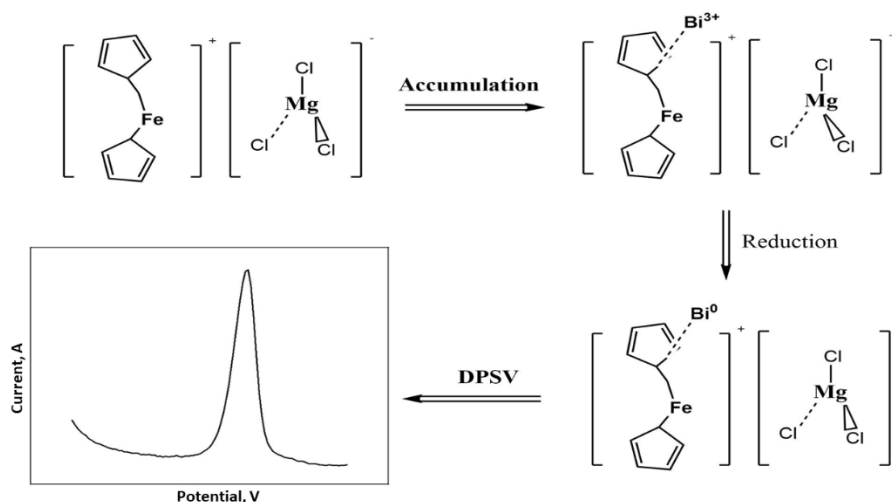 +
-
Cl
Mg
Cl
Cl
Fe
Accumulation
Bi3+
+
-
Cl
Mg
Cl
Cl
Fe
Reduction
Bi0
+
-
Cl
Mg
Cl
Cl
Fe
DPSV
Current, A
Potential, V